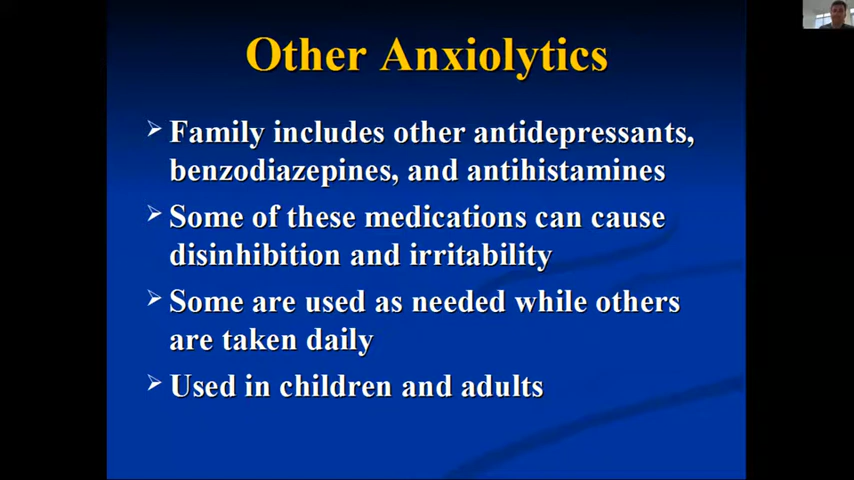 Other Anxiolytics
Family includes other antidepressants,
benzodiazepines, and antihistamines
Some of these medications can cause
disinhibition and irritability
Some are used as needed while others
are taken daily
Used in children and adults